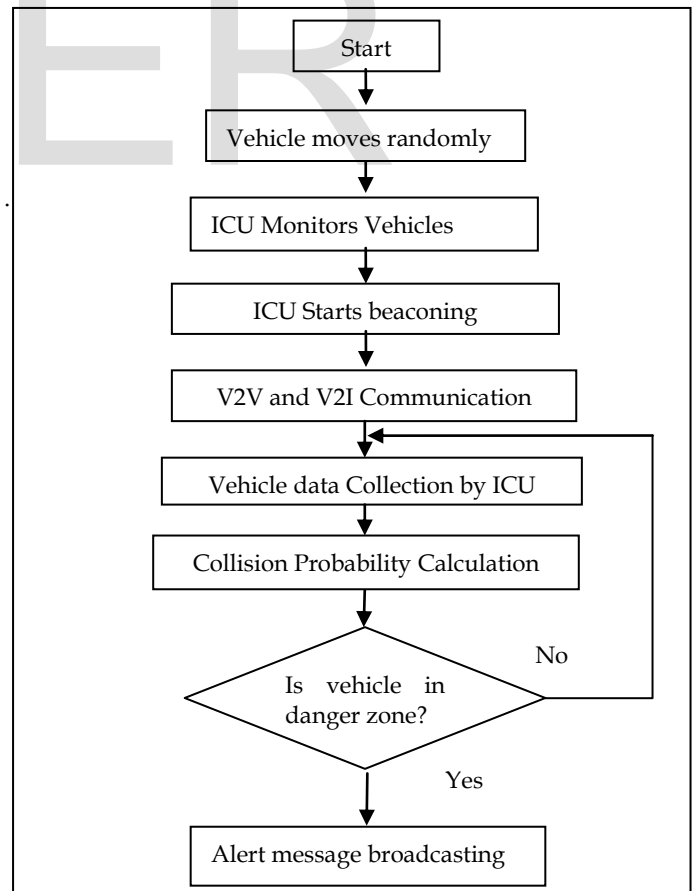 ER
Start
Vehicle moves randomly
ICU Monitors Vehicles
ICU Starts beaconing
V2V and V2I Communication
Vehicle data Collection by ICU
Collision Probability Calculation
No
Is vehicle in
danger zone?
Yes
Alert message broadcasting